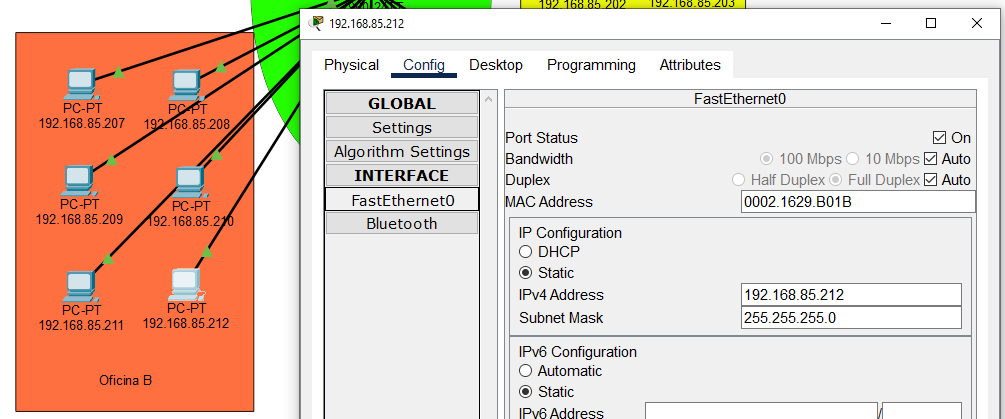 192.168.85.202 192.168.85.203
192.168.85.212
Physical Config Desktop Programming Attributes
GLOBAL
Settings
Algorithm Settings
INTERFACE
FastEthernet0
Bluetooth
FastEthernet0
Port Status On
Bandwidth 100 Mbps 10 Mbps Auto
Duplex Half Duplex Full Duplex Auto
MAC Address 0002.1629.B01B
IP Configuration
DHCP
Static
IPv4 Address 192.168.85.212
Subnet Mask 255.255.255.0
IPv6 Configuration
Automatic
Static
IPv6 Address /
PC-PT
192.168.85.207
PC-PT
192.168.85.208
PC-PT
192.168.85.209
PC-PT
192.168.85.210
PC-PT
192.168.85.211
PC-PT
192.168.85.212
Oficina B